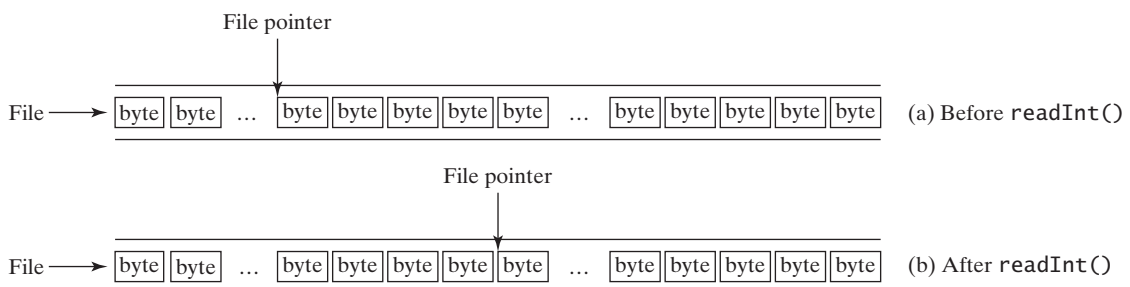 File pointer
File byte byte ... byte byte byte byte byte ... byte byte byte byte byte (a) Before readInt()
File pointer
File byte byte ... byte byte byte byte byte ... byte byte byte byte byte (b) After readInt()